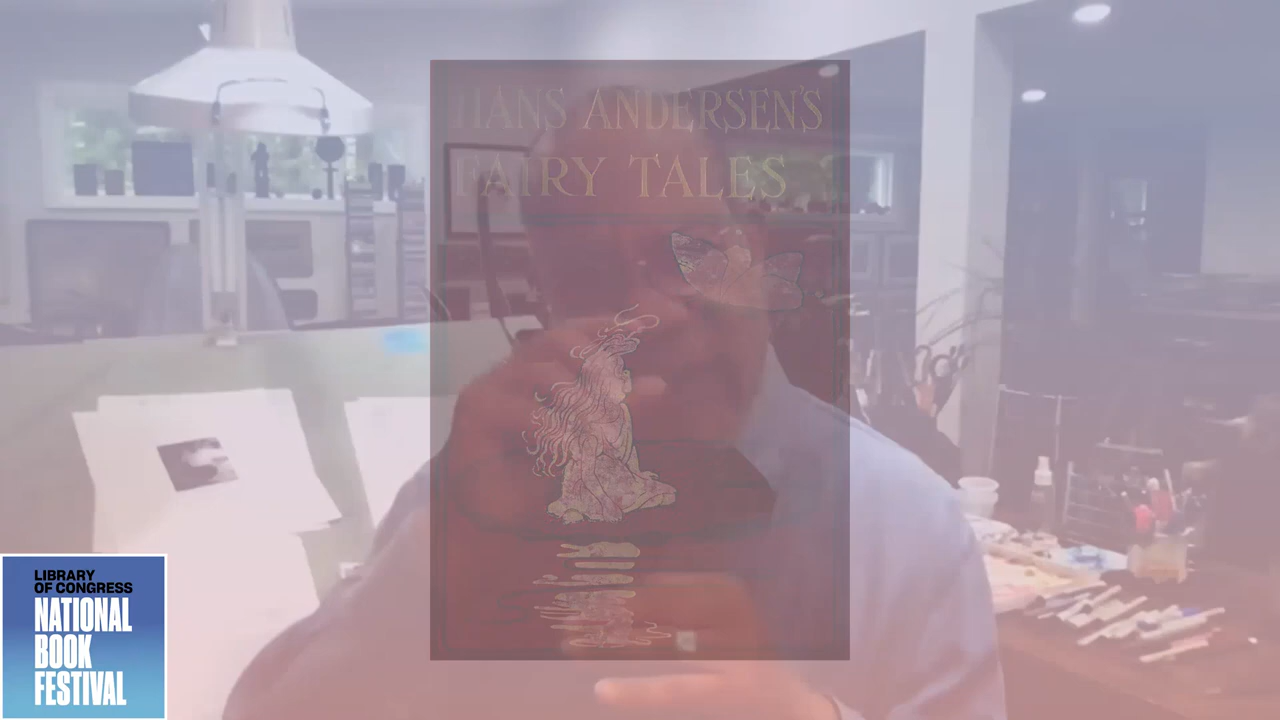 HANS ANDERSEN'S
FAIRY TALES
LIBRARY
OF CONGRESS
NATIONAL
BOOK
FESTIVAL